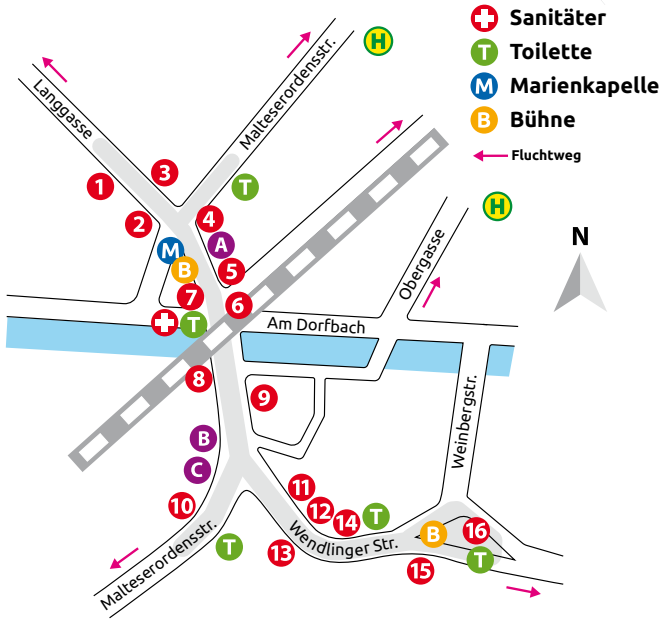 Sanitäter
T Toilette
M Marienkapelle
B Bühne
Fluchtweg
H
H
N
Langgasse
Malteserordensstr.
3
1
T
2
4
M
A
B
5
7
6
T
Obergasse
Am Dorfbach
8
9
Weinbergstr.
B
C
10
11
12
14
T
Malteserordensstr.
T
13
Wendlinger Str.
B
16
15
T